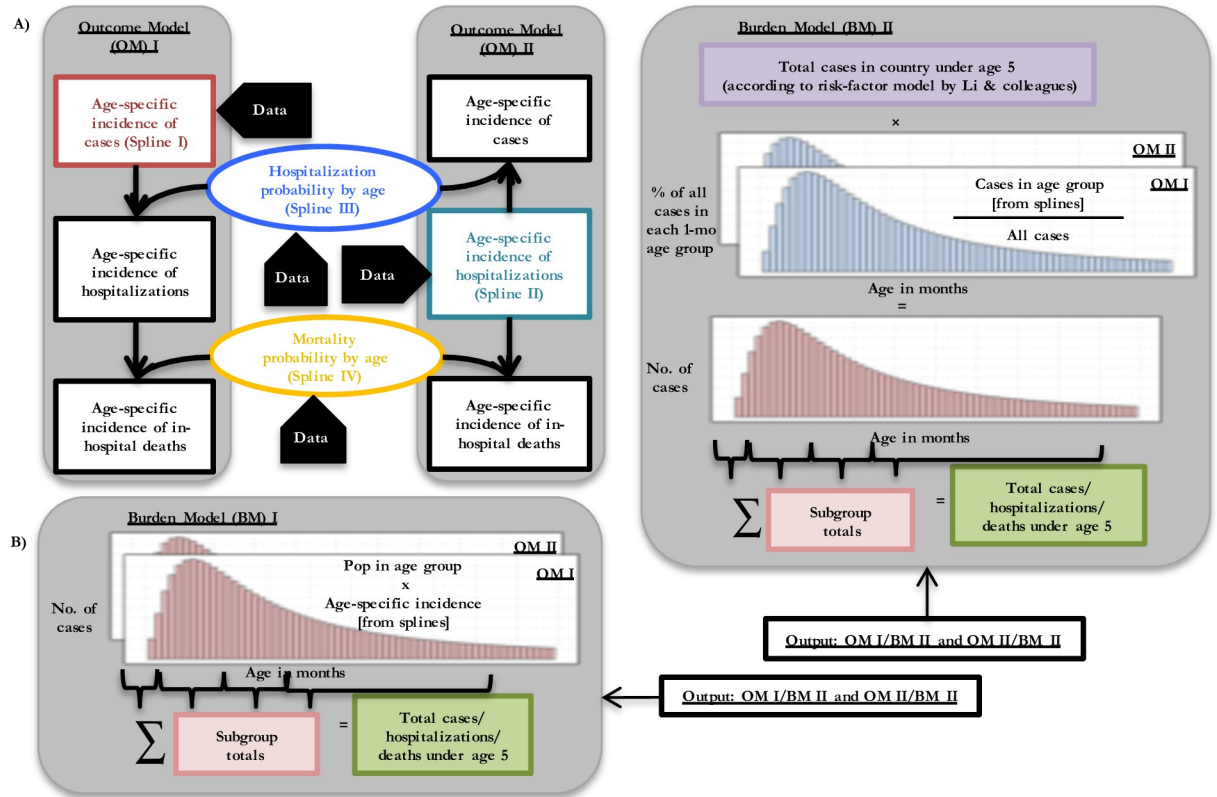 A)
Outcome Model
(OM) I
Age-specific
incidence of
cases (Spline I)
Data
Age-specific
incidence of
hospitalizations
Age-specific
incidence of in-
hospital deaths
Hospitalization
probability by age
(Spline III)
Data
Data
Mortality
probability by age
(Spline IV)
Data
Outcome Model
(OM) II
Age-specific
incidence of
cases
Age-specific
incidence of
hospitalizations
(Spline II)
Age-specific
incidence of in-
hospital deaths
Burden Model (BM) II
Total cases in country under age 5
(according to risk-factor model by Li & colleagues)
×
OM II
OM I
% of all
cases in
each 1-mo
age group
Cases in age group
[from splines]
All cases
Age in months
=
No. of
cases
Age in months
∑
Subgroup
totals
=
Total cases/
hospitalizations/
deaths under age 5
Output: OM I/BM II and OM II/BM II
B)
Burden Model (BM) I
OM II
OM I
Pop in age group
x
Age-specific incidence
[from splines]
No. of
cases
Age in months
∑
Subgroup
totals
=
Total cases/
hospitalizations/
deaths under age 5
Output: OM I/BM II and OM II/BM II